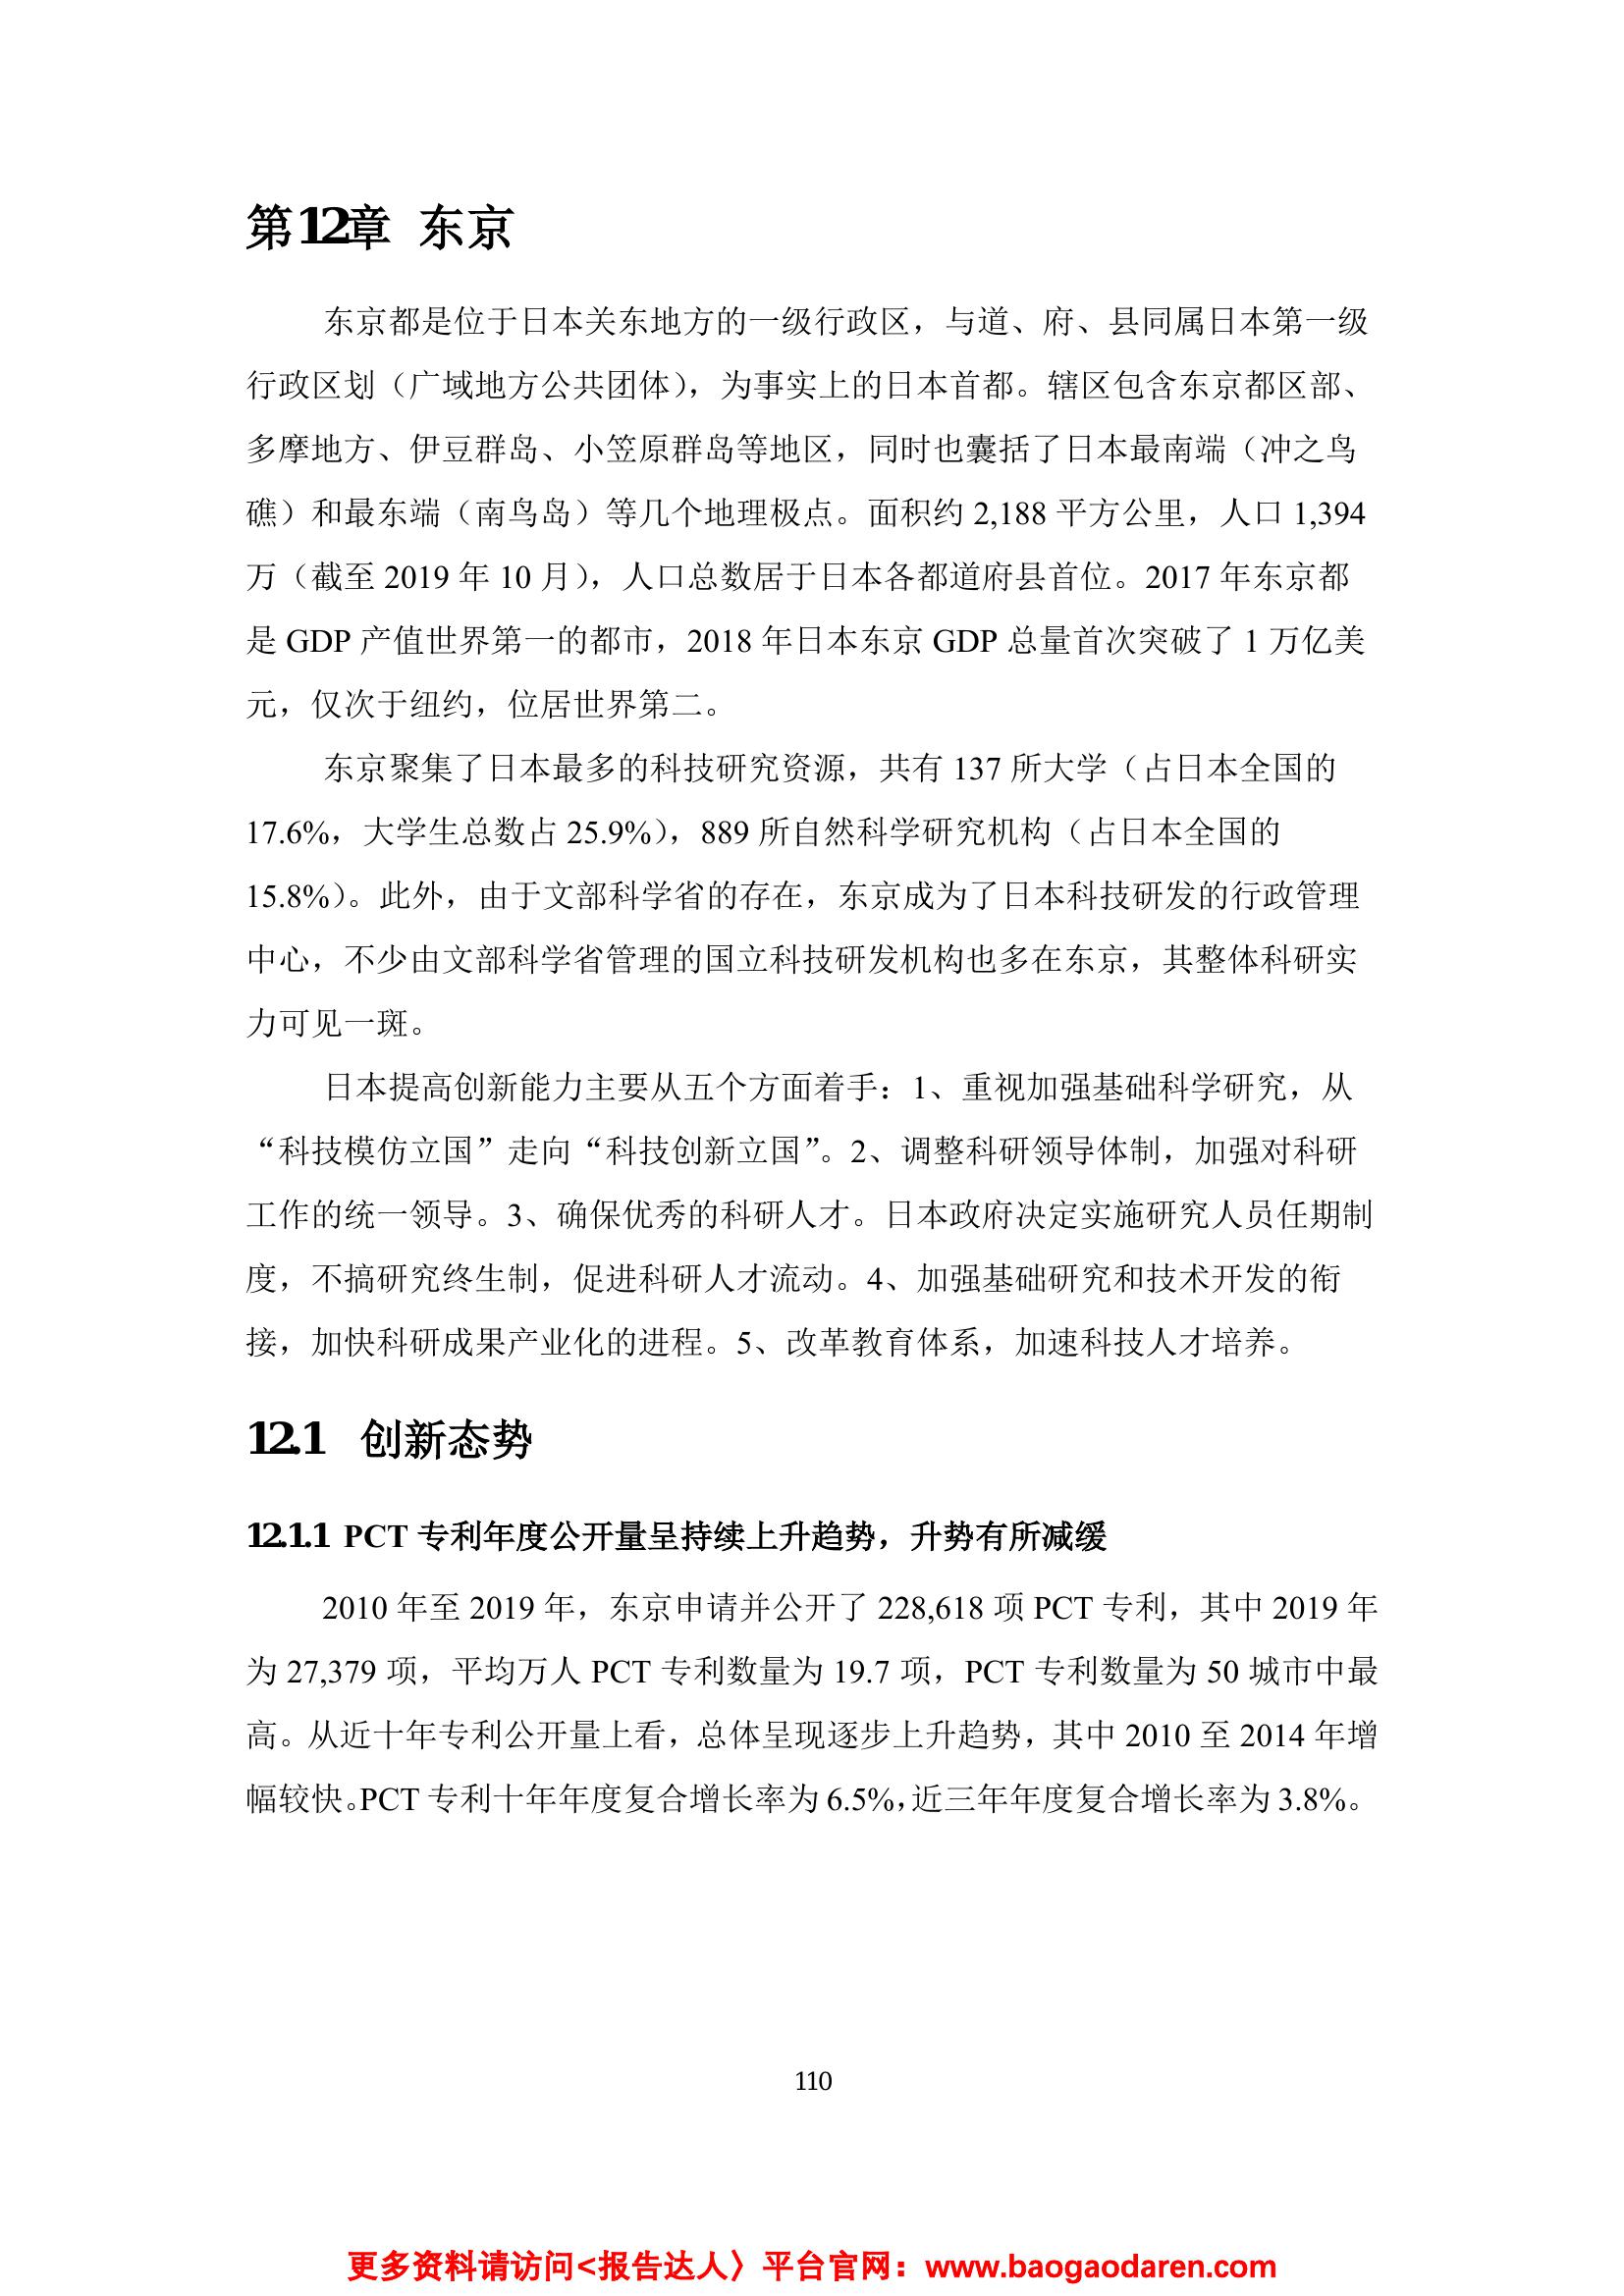 第12章 东京
东京都是位于日本关东地方的一级行政区，与道、府、县同属日本第一级
行政区划（广域地方公共团体），为事实上的日本首都。辖区包含东京都区部、
多摩地方、伊豆群岛、小笠原群岛等地区，同时也囊括了日本最南端（冲之鸟
礁）和最东端（南鸟岛）等几个地理极点。面积约 2,188 平方公里，人口 1,394
万（截至 2019 年 10 月），人口总数居于日本各都道府县首位。2017 年东京都
是 GDP 产值世界第一的都市，2018 年日本东京 GDP 总量首次突破了 1 万亿美
元，仅次于纽约，位居世界第二。
东京聚集了日本最多的科技研究资源，共有 137 所大学（占日本全国的
17.6%，大学生总数占 25.9%），889 所自然科学研究机构（占日本全国的
15.8%）。此外，由于文部科学省的存在，东京成为了日本科技研发的行政管理
中心，不少由文部科学省管理的国立科技研发机构也多在东京，其整体科研实
力可见一斑。
日本提高创新能力主要从五个方面着手：1、重视加强基础科学研究，从
“科技模仿立国”走向“科技创新立国”。2、调整科研领导体制，加强对科研
工作的统一领导。3、确保优秀的科研人才。日本政府决定实施研究人员任期制
度，不搞研究终生制，促进科研人才流动。4、加强基础研究和技术开发的衔
接，加快科研成果产业化的进程。5、改革教育体系，加速科技人才培养。
12.1 创新态势
12.1.1 PCT 专利年度公开量呈持续上升趋势，升势有所减缓
2010 年至 2019 年，东京申请并公开了 228,618 项 PCT 专利，其中 2019 年
为 27,379 项，平均万人 PCT 专利数量为 19.7 项，PCT 专利数量为 50 城市中最
高。从近十年专利公开量上看，总体呈现逐步上升趋势，其中 2010 至 2014 年增
幅较快。PCT 专利十年年度复合增长率为 6.5%，近三年年度复合增长率为 3.8%。
110
更多资料请访问<报告达人〉平台官网：www.baogaodaren.com